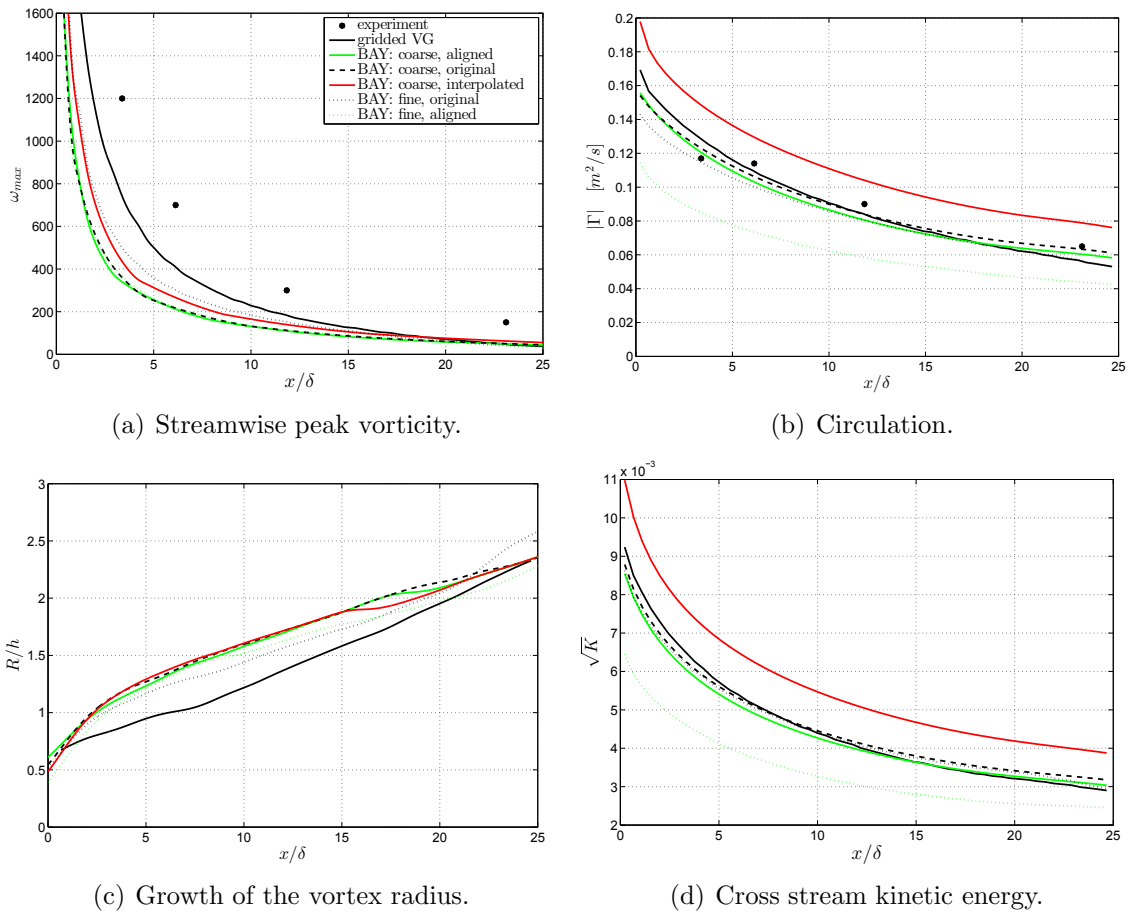 1600
1400
1200
1000
800
600
400
200
0
ω_max
0 5 10 15 20 25
x/δ
experiment
gridded VG
BAY: coarse, aligned
BAY: coarse, original
BAY: coarse, interpolated
BAY: fine, original
BAY: fine, aligned
(a) Streamwise peak vorticity.
0.2
0.18
0.16
0.14
0.12
0.1
0.08
0.06
0.04
0.02
0
|Γ| [m²/s]
0 5 10 15 20 25
x/δ
(b) Circulation.
3
2.5
2
1.5
1
0.5
0
R/h
0 5 10 15 20 25
x/δ
(c) Growth of the vortex radius.
x 10⁻³
11
10
9
8
7
6
5
4
3
2
√K
0 5 10 15 20 25
x/δ
(d) Cross stream kinetic energy.